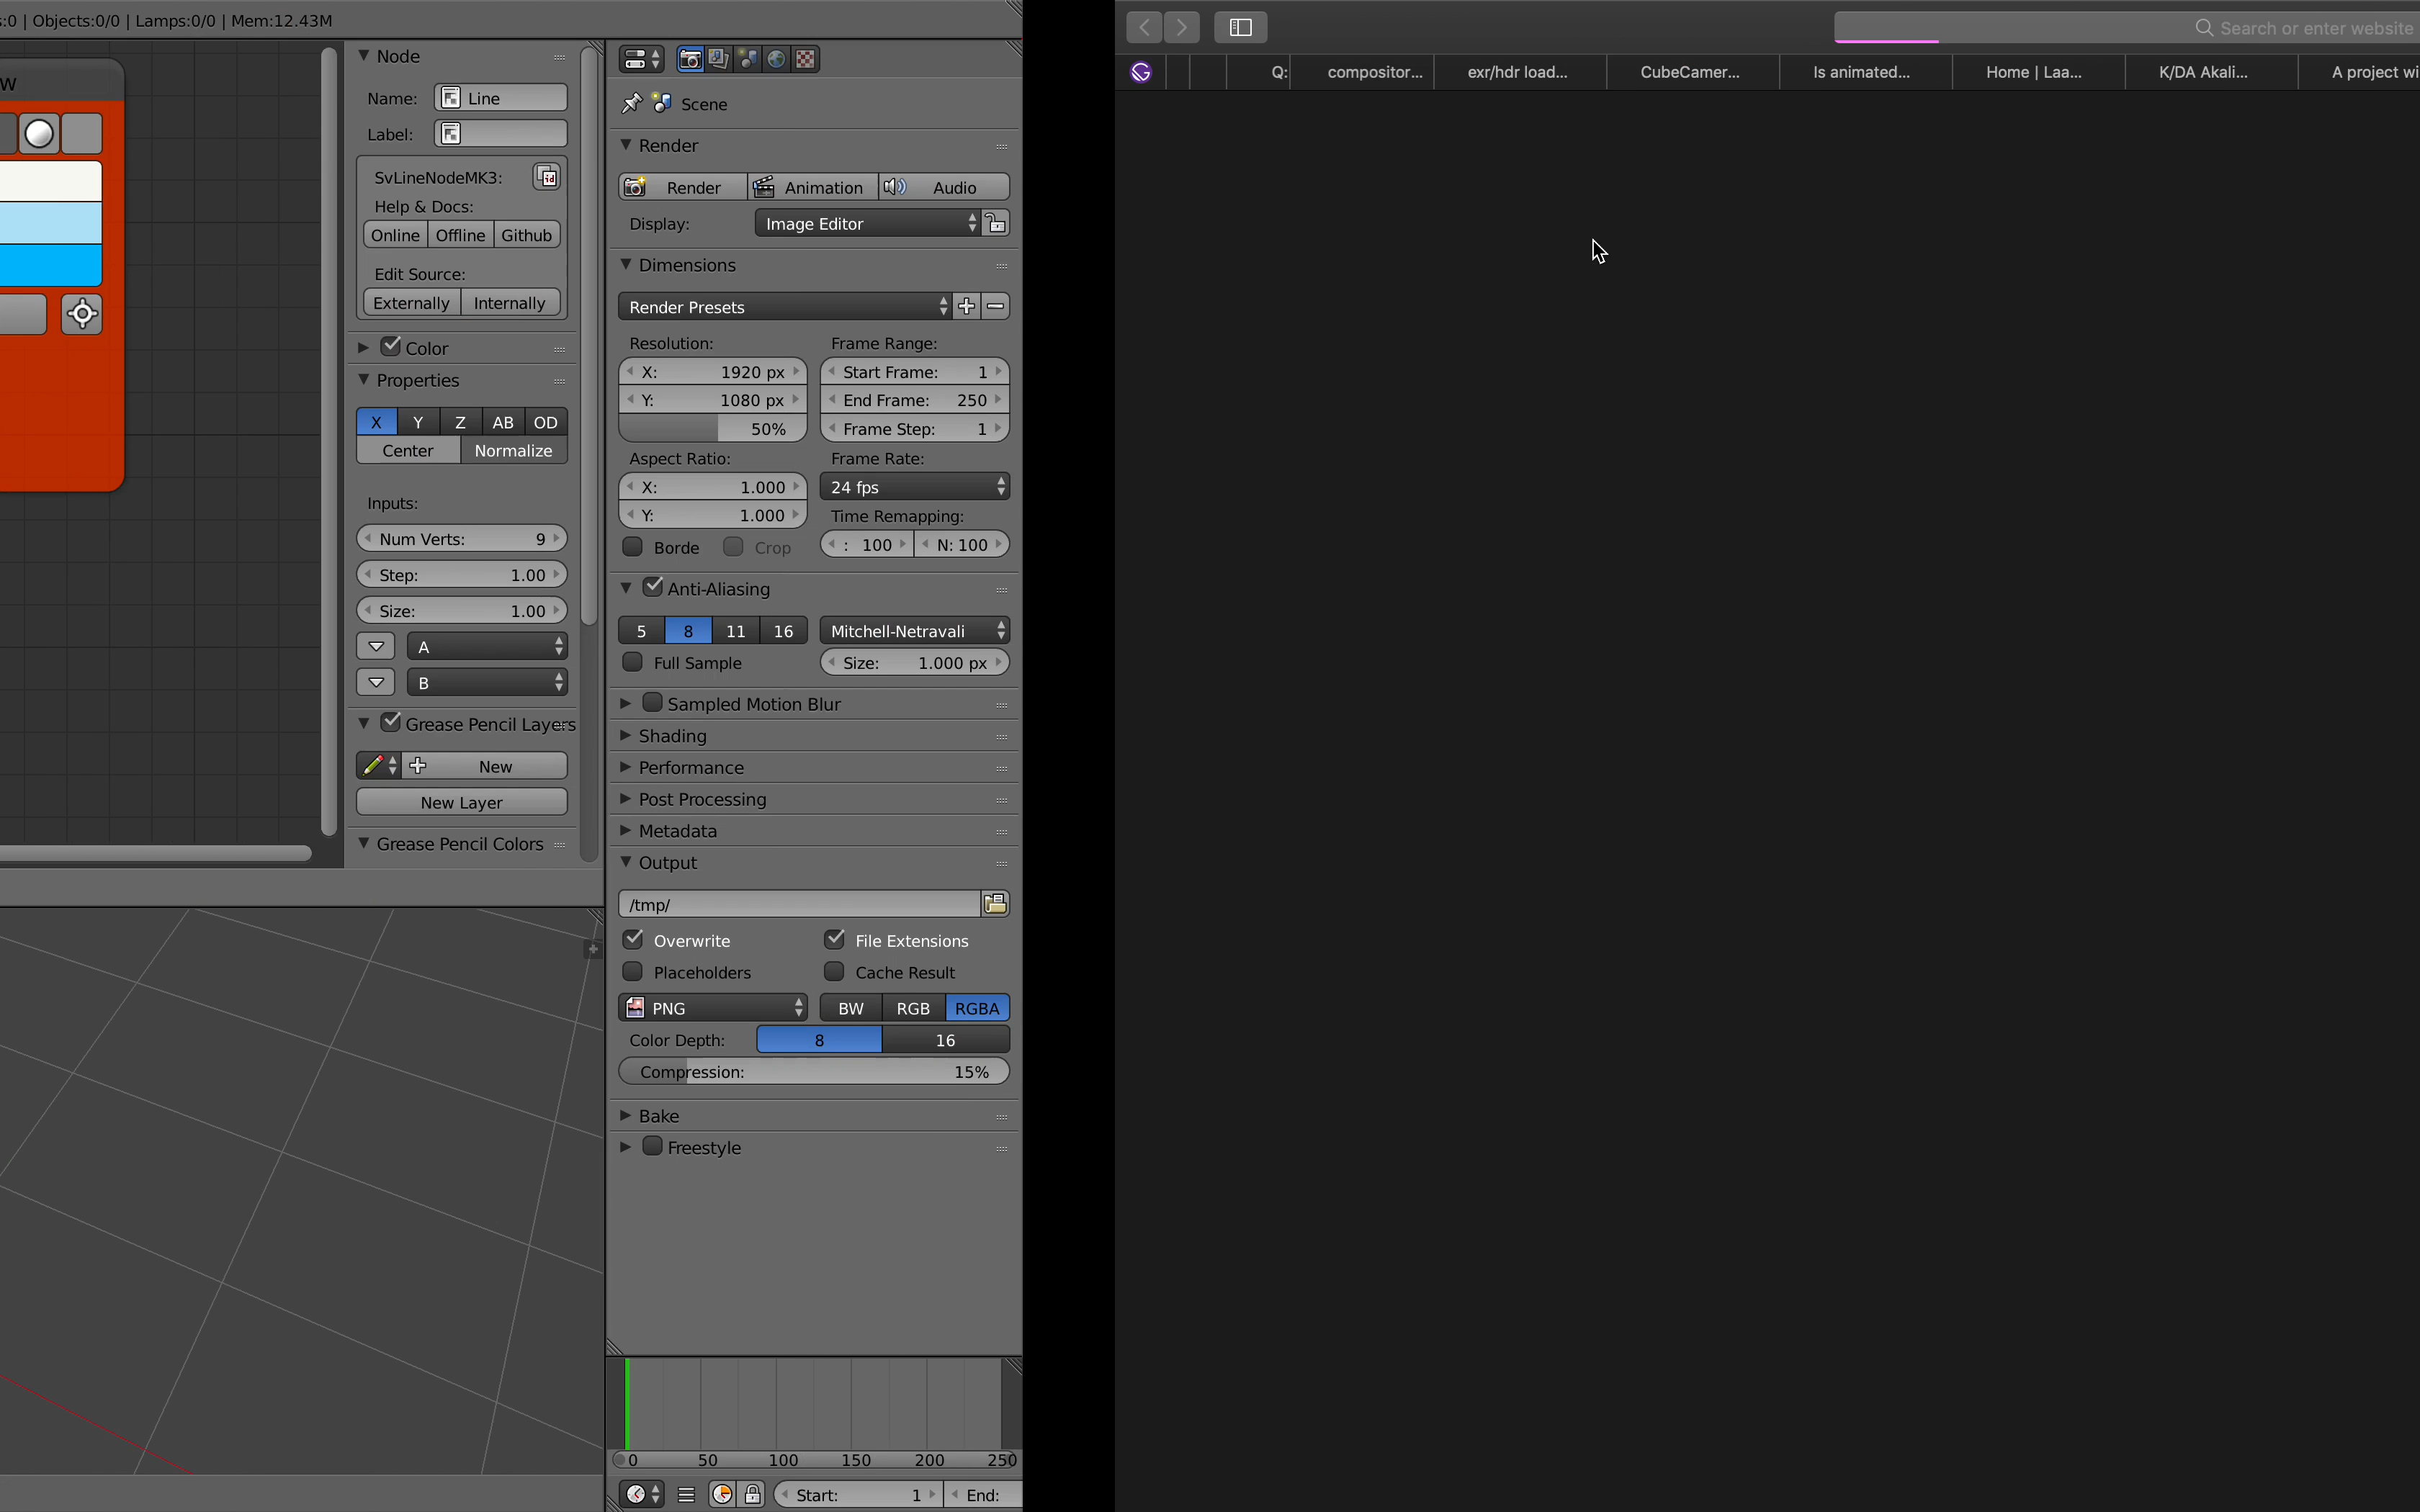 :0 | Objects:0/0 | Lamps:0/0 | Mem:12.43M
w
Node
Name: Line
Label:
SvLineNodeMK3:
Help & Docs:
Online Offline Github
Edit Source:
Externally Internally
Color
Properties
X Y Z AB OD
Center Normalize
Inputs:
Num Verts: 9
Step: 1.00
Size: 1.00
A
B
Grease Pencil Layers
New
New Layer
Grease Pencil Colors
Scene
Render
Render Animation Audio
Display: Image Editor
Dimensions
Render Presets
Resolution: Frame Range:
X: 1920 px Start Frame: 1
Y: 1080 px End Frame: 250
50% Frame Step: 1
Aspect Ratio: Frame Rate:
X: 1.000 24 fps
Y: 1.000 Time Remapping:
Borde Crop : 100 N: 100
Anti-Aliasing
5 8 11 16 Mitchell-Netravali
Full Sample Size: 1.000 px
Sampled Motion Blur
Shading
Performance
Post Processing
Metadata
Output
/tmp/
Overwrite File Extensions
Placeholders Cache Result
PNG BW RGB RGBA
Color Depth: 8 16
Compression: 15%
Bake
Freestyle
0 50 100 150 200 250
Start: 1 End:
Search or enter website
Q: compositor... exr/hdr load... CubeCamer... Is animated... Home | Laa... K/DA Akali... A project wi